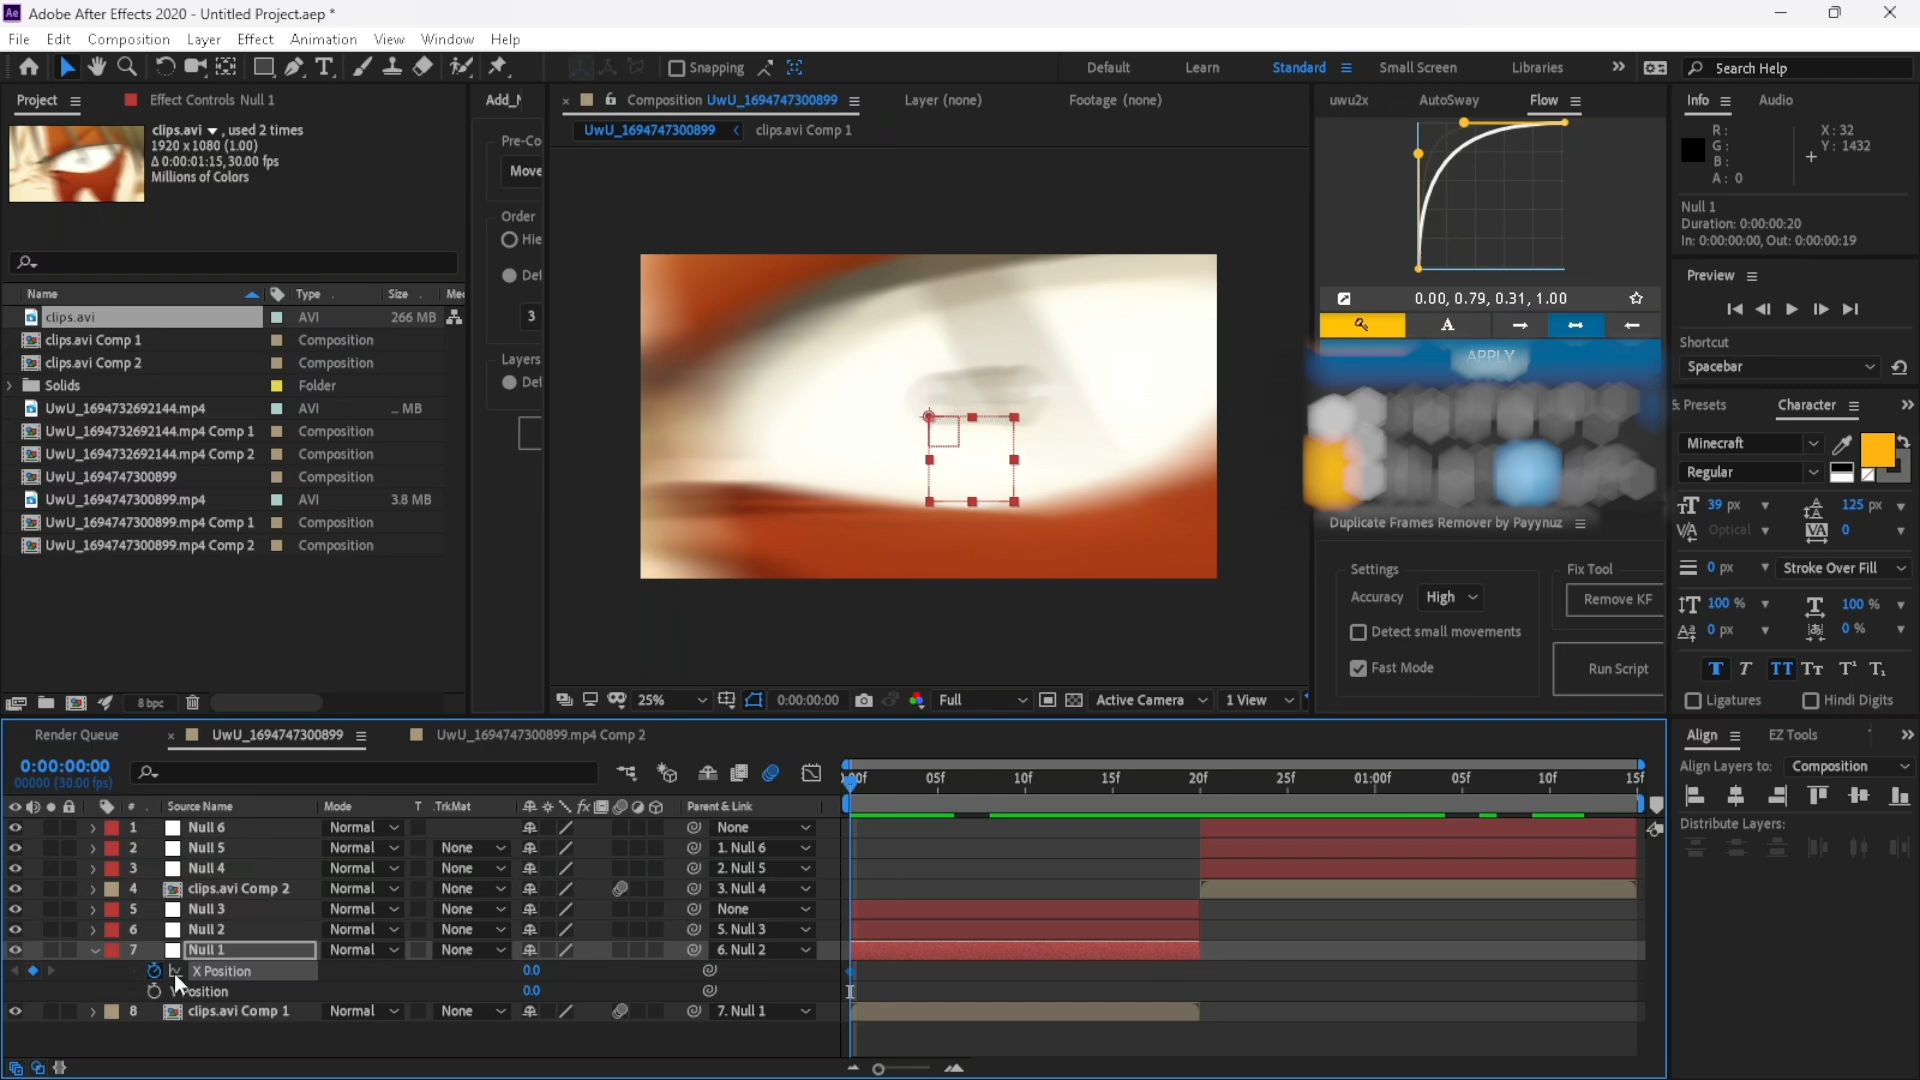 Ae Adobe After Effects 2020 - Untitled Project.aep *
File Edit Composition Layer Effect Animation View Window Help
Snapping Default Learn Standard Small Screen Libraries Search Help
Project Effect Controls Null 1
clips.avi , used 2 times
1920 x 1080 (1.00)
Δ 0:00:01:15, 30.00 fps
Millions of Colors
Name Type Size
clips.avi AVI 266 MB
clips.avi Comp 1 Composition
clips.avi Comp 2 Composition
Solids Folder
UwU_1694732692144.mp4 AVI ... MB
UwU_1694732692144.mp4 Comp 1 Composition
UwU_1694732692144.mp4 Comp 2 Composition
UwU_1694747300899 Composition
UwU_1694747300899.mp4 AVI 3.8 MB
UwU_1694747300899.mp4 Comp 1 Composition
UwU_1694747300899.mp4 Comp 2 Composition
8 bpc
Pre-Co
Move
Order
Hie
Def
3
Layers
Def
Composition UwU_1694747300899 Layer (none) Footage (none)
UwU_1694747300899 clips.avi Comp 1
25% 0:00:00:00 Full Active Camera 1 View
uwu2x AutoSway Flow
0.00, 0.79, 0.31, 1.00
A
APPLY
Duplicate Frames Remover by Payynuz
Settings Fix Tool
Accuracy High Remove KF
Detect small movements
Fast Mode Run Script
Info Audio
R: X: 32
G: Y: 1432
B:
A: 0
Null 1
Duration: 0:00:00:20
In: 0:00:00:00, Out: 0:00:00:19
Preview
Shortcut
Spacebar
& Presets Character
Minecraft
Regular
39 px 125 px
Optical 0
0 px Stroke Over Fill
100 % 100 %
0 px 0 %
Ligatures Hindi Digits
Align EZ Tools
Align Layers to: Composition
Distribute Layers:
Render Queue UwU_1694747300899 UwU_1694747300899.mp4 Comp 2
0:00:00:00
00000 (30.00 fps)
05f 10f 15f 20f 25f 01:00f 05f 10f 15f
# Source Name Mode T .TrkMat Parent & Link
1 Null 6 Normal None
2 Null 5 Normal None 1. Null 6
3 Null 4 Normal None 2. Null 5
4 clips.avi Comp 2 Normal None 3. Null 4
5 Null 3 Normal None None
6 Null 2 Normal None 5. Null 3
7 Null 1 Normal None 6. Null 2
X Position 0.0
Position 0.0
8 clips.avi Comp 1 Normal None 7. Null 1